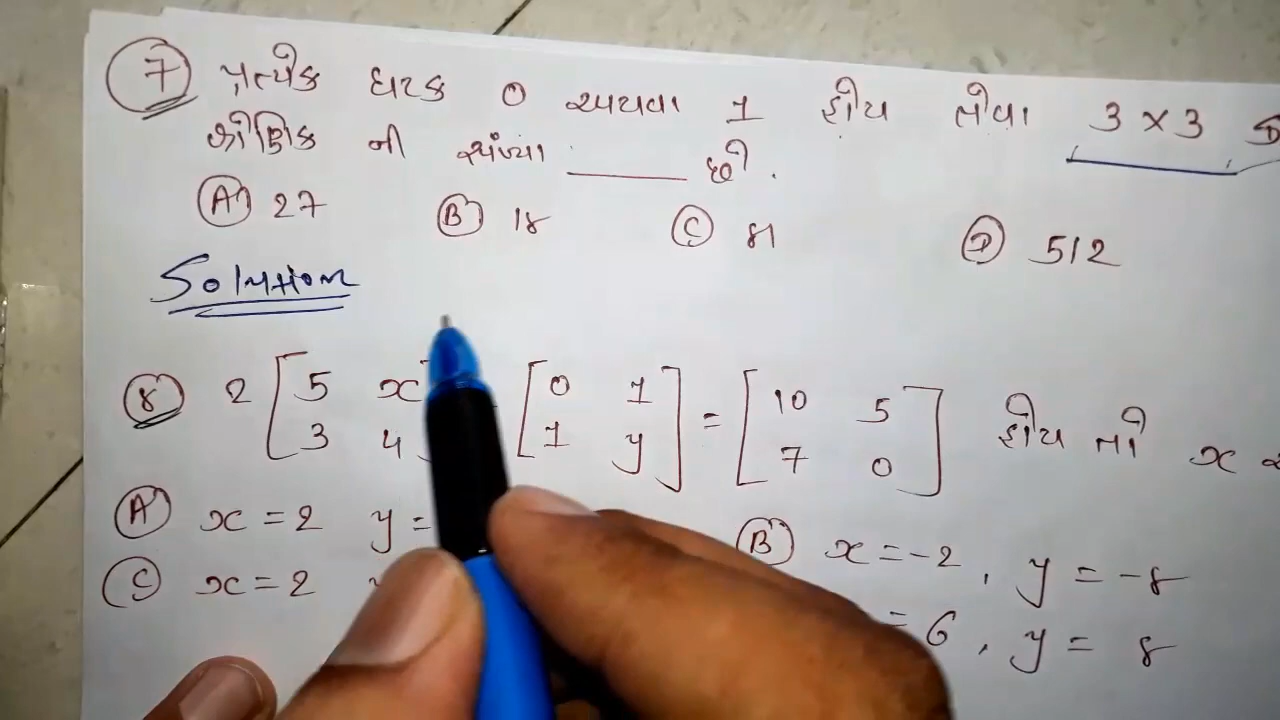 7 પ્રત્યેક ઘટક 0 અથવા 1 હોય તેવા 3 × 3
શ્રેણિક ની સંખ્યા ______ છે.
(A) 27 (B) 18 (C) 81 (D) 512
Solution
8 2 [5 x [0 1] = [10 5] હોય તો x
3 4 1 y 7 0
(A) x = 2 y = (B) x = -2 , y = -8
(C) x = 2 = 6 , y = 8